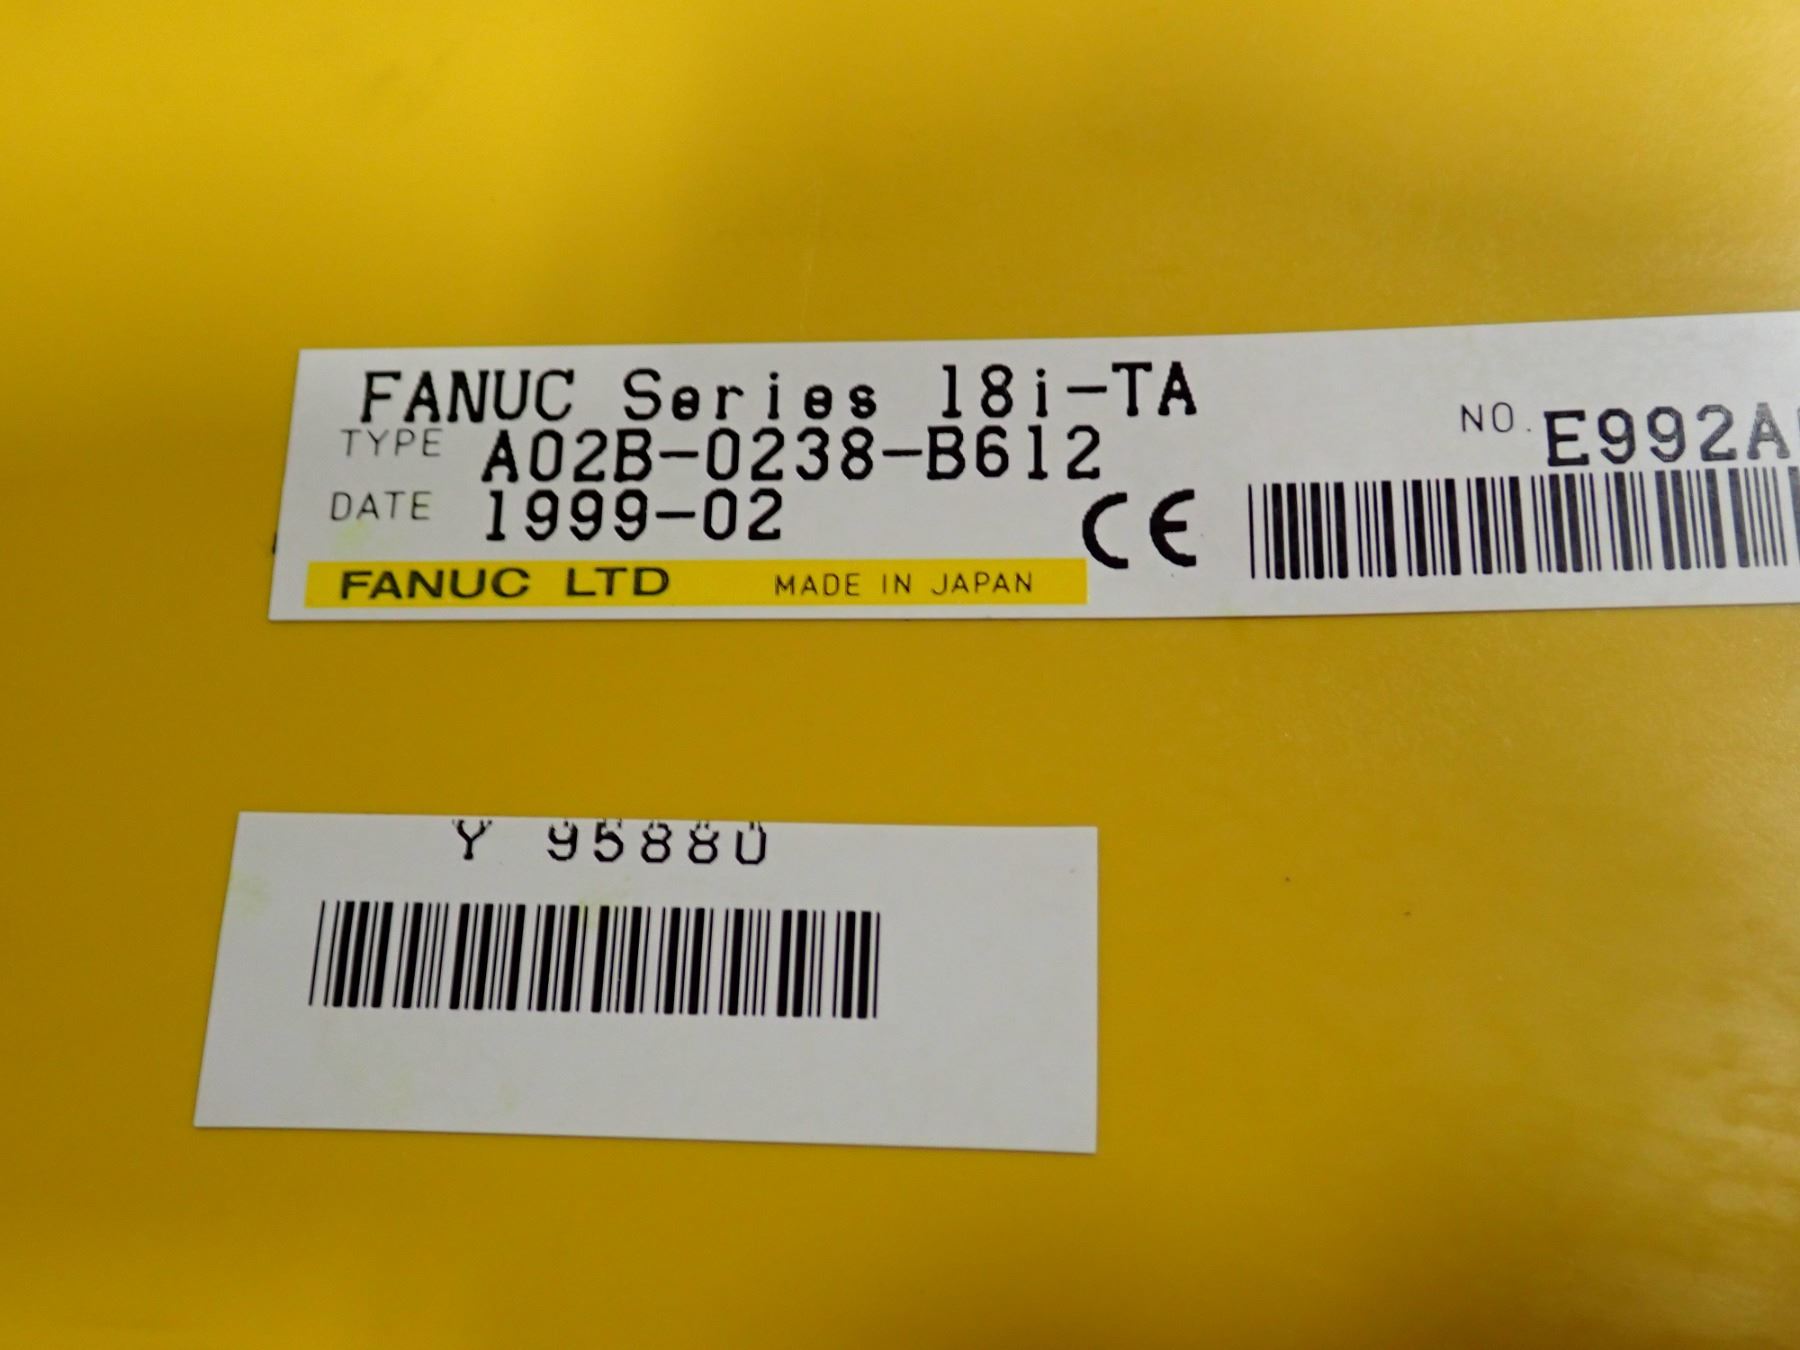 FANUC Series 18i-TA
TYPE A02B-0238-B612
NO. E992A
DATE 1999-02
CE
FANUC LTD MADE IN JAPAN
Y 95880